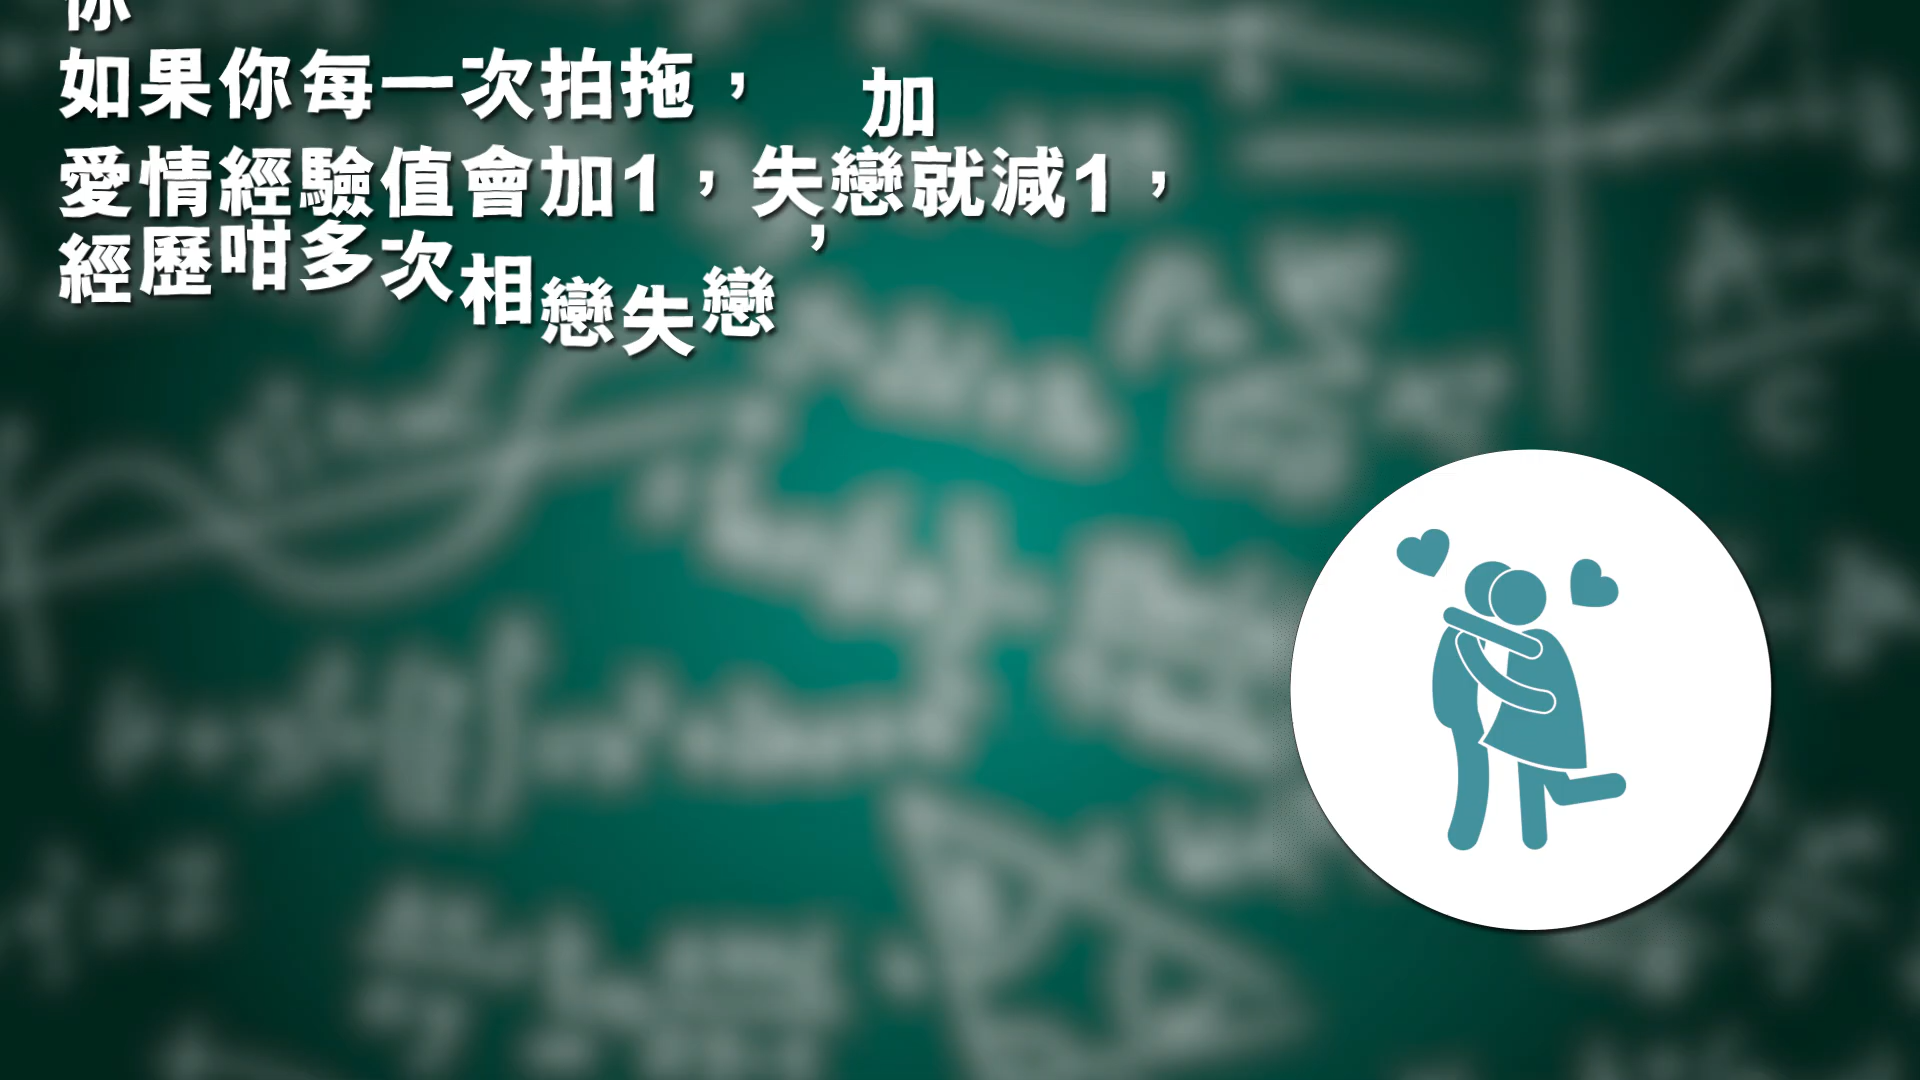 如果你每一次拍拖，
愛情經驗值會加1，失戀就減1，
經歷咁多次相戀失戀，
加
你